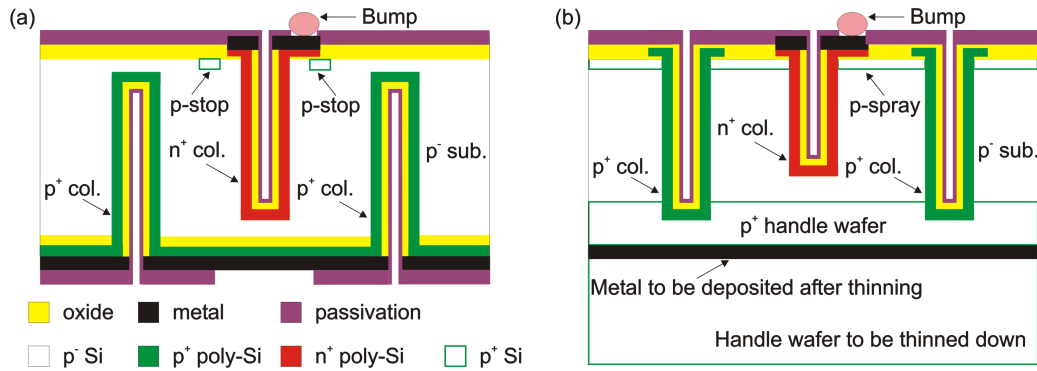 (a)
Bump
p-stop
p-stop
n⁺ col.
p⁻ sub.
p⁺ col.
p⁺ col.
oxide
metal
passivation
p⁻ Si
p⁺ poly-Si
n⁺ poly-Si
p⁺ Si
(b)
Bump
p-spray
n⁺ col.
p⁺ col.
p⁺ col.
p⁻ sub.
p⁺ handle wafer
Metal to be deposited after thinning
Handle wafer to be thinned down